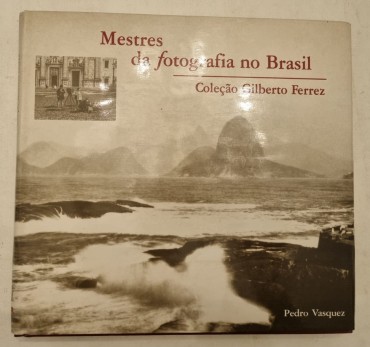 Mestres
da fotografia no Brasil
Coleção Gilberto Ferrez
Pedro Vasquez